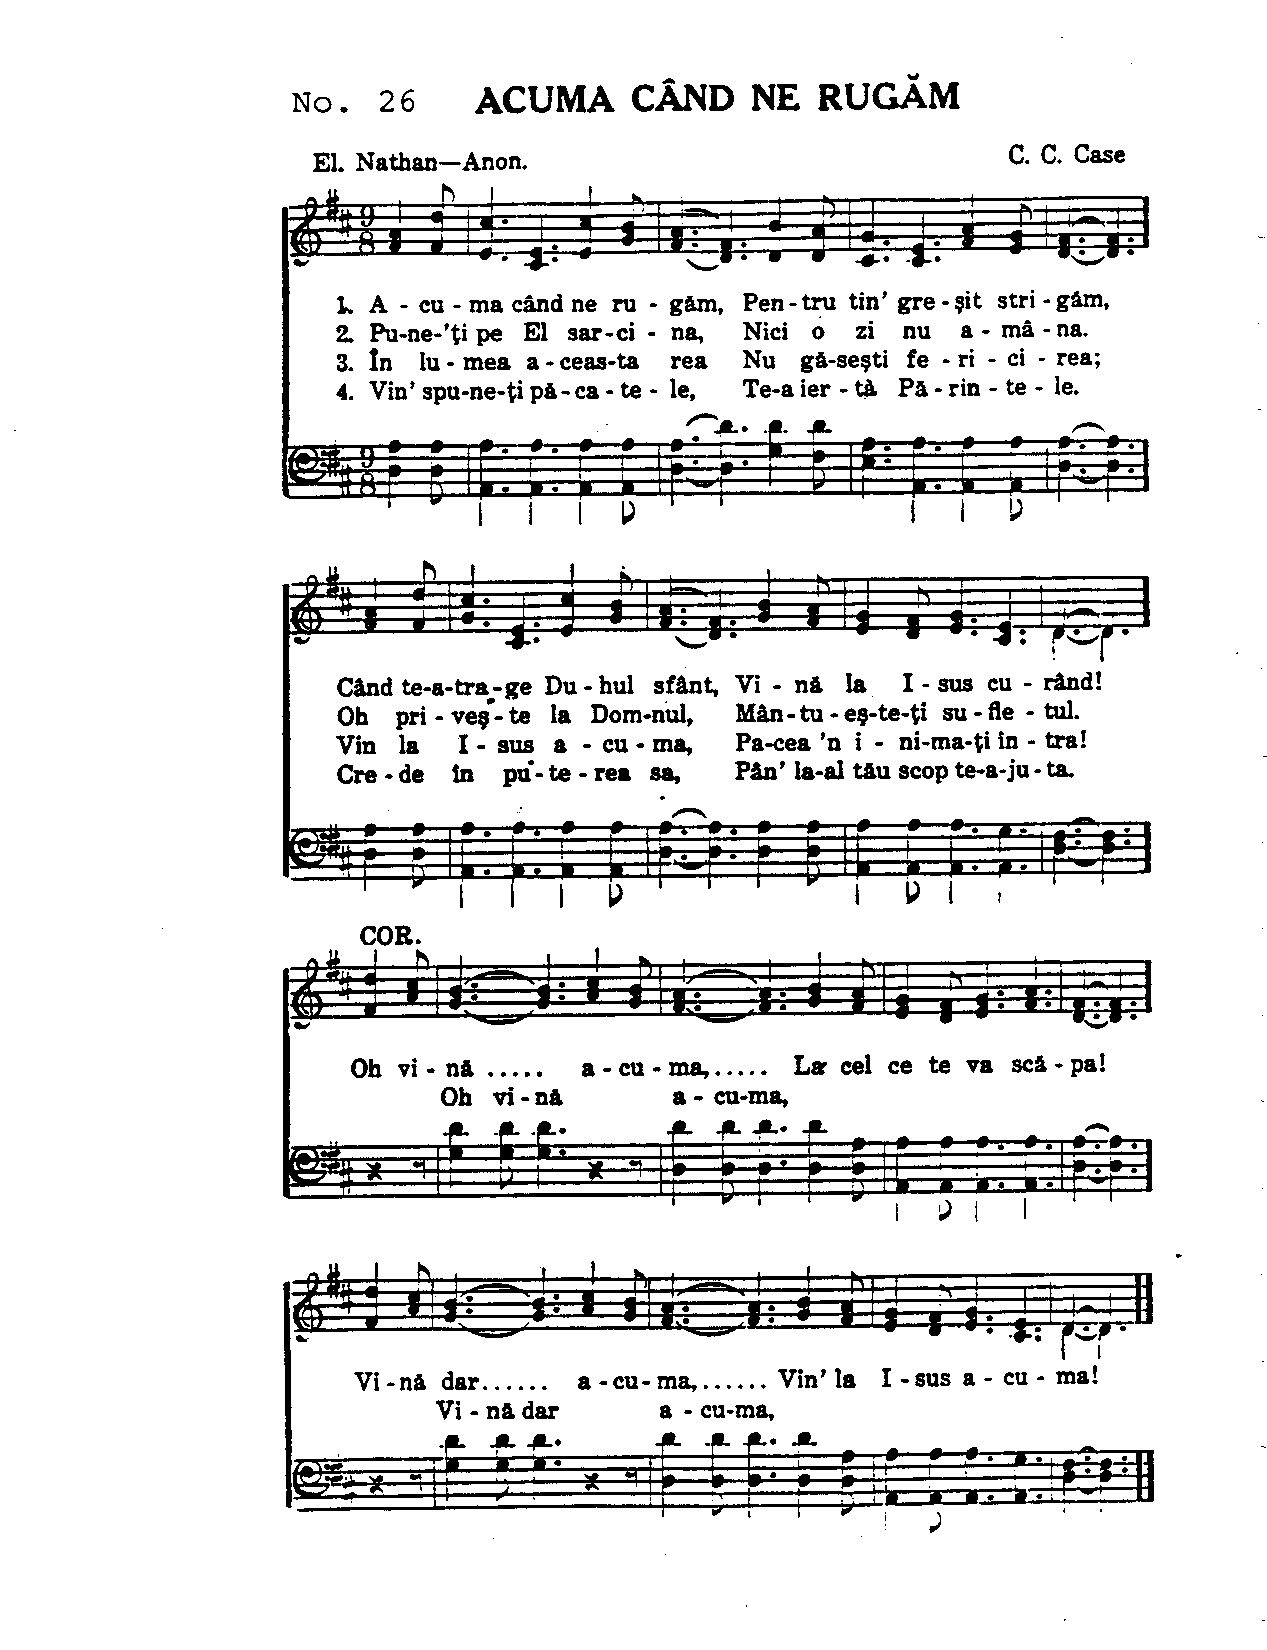 No. 26 ACUMA CÂND NE RUGĂM
El. Nathan—Anon. C. C. Case
1. A - cu - ma când ne ru - găm, Pen - tru tin' gre - şit stri - găm,
2. Pu-ne-'ţi pe El sar-ci - na, Nici o zi nu a - mâ - na.
3. În lu - mea a - ceas-ta rea Nu gă-seşti fe - ri - ci - rea;
4. Vin' spu-ne-ţi pă - ca - te - le, Te-a ier - tà Pă - rin - te - le.
Când te-a-tra-ge Du - hul sfânt, Vi - nă la I - sus cu - rând!
Oh pri - veş - te la Dom-nul, Mân-tu - eş-te-ţi su - fle - tul.
Vin la I - sus a - cu - ma, Pa-cea 'n i - ni-ma-ţi in - tra!
Cre - de în pu - te - rea sa, Pân' la-al tău scop te-a-ju - ta.
COR.
Oh vi - nă ..... a - cu - ma,..... La cel ce te va scă - pa!
Oh vi - nă a - cu-ma,
Vi - nă dar...... a - cu - ma,...... Vin' la I - sus a - cu - ma!
Vi - nă dar a - cu-ma,